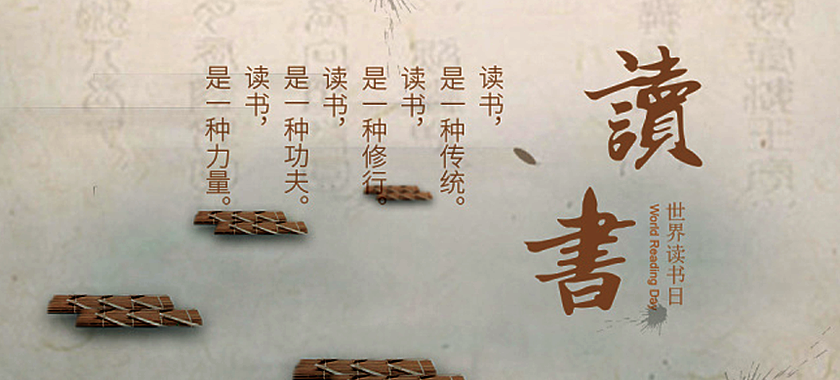 讀書
世界读书日
World Reading Day
读书，
是一种传统。
读书，
是一种修行。
读书，
是一种功夫。
读书，
是一种力量。